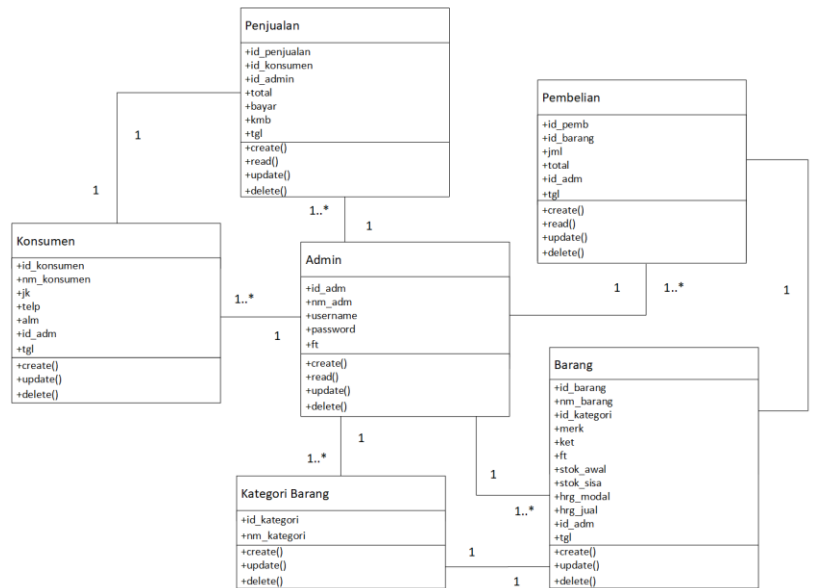 Penjualan
+id_penjualan
+id_konsumen
+id_admin
+total
+bayar
+kmb
+tgl
+create()
+read()
+update()
+delete()
1
1
1..*
1
Pembelian
+id_pemb
+id_barang
+jml
+total
+id_adm
+tgl
+create()
+read()
+update()
+delete()
Konsumen
+id_konsumen
+nm_konsumen
+jk
+telp
+alm
+id_adm
+tgl
+create()
+update()
+delete()
1..*
1
Admin
+id_adm
+nm_adm
+username
+password
+ft
+create()
+read()
+update()
+delete()
1
1..*
1
Barang
+id_barang
+nm_barang
+id_kategori
+merk
+ket
+ft
+stok_awal
+stok_sisa
+hrg_modal
+hrg_jual
+id_adm
+tgl
+create()
+update()
+delete()
1
1..*
1
1..*
Kategori Barang
+id_kategori
+nm_kategori
+create()
+update()
+delete()
1
1